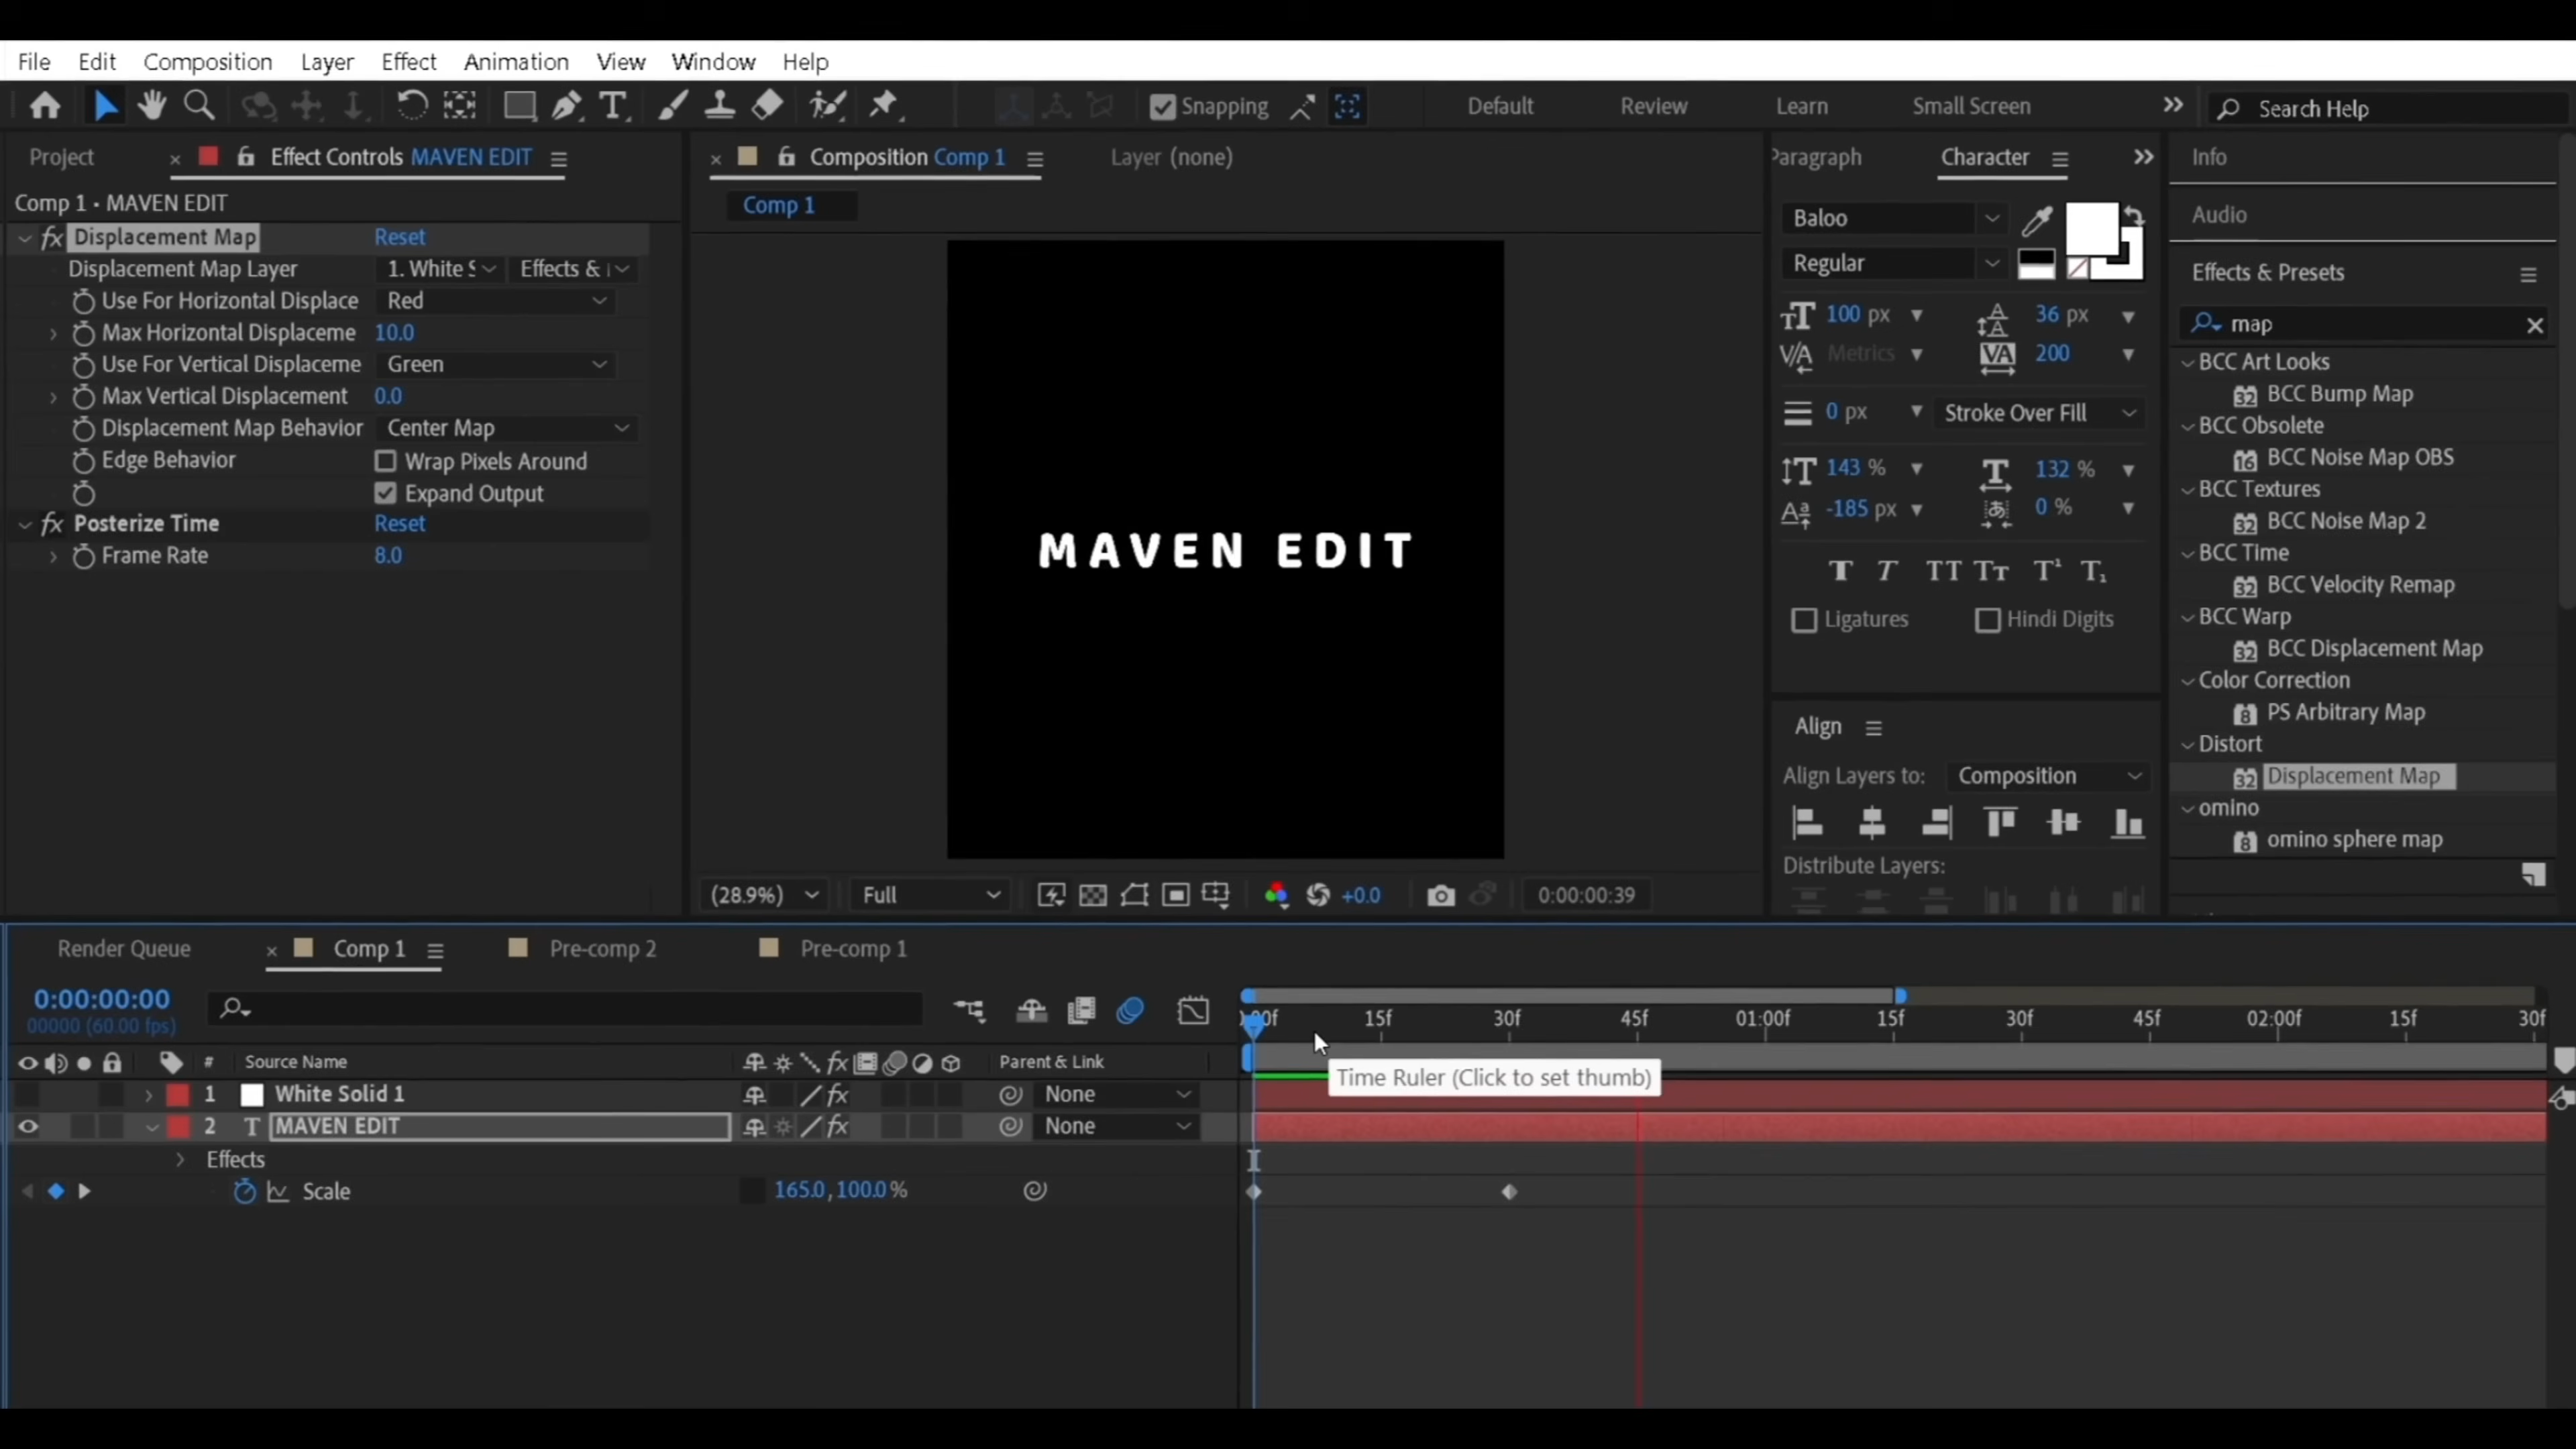 File Edit Composition Layer Effect Animation View Window Help
Snapping Default Review Learn Small Screen Search Help
Project Effect Controls MAVEN EDIT
Comp 1 • MAVEN EDIT
Displacement Map Reset
Displacement Map Layer 1. White S Effects &
Use For Horizontal Displace Red
Max Horizontal Displaceme 10.0
Use For Vertical Displaceme Green
Max Vertical Displacement 0.0
Displacement Map Behavior Center Map
Edge Behavior Wrap Pixels Around
Expand Output
Posterize Time Reset
Frame Rate 8.0
Composition Comp 1 Layer (none)
Comp 1
MAVEN EDIT
(28.9%) Full +0.0 0:00:00:39
Paragraph Character
Baloo
Regular
100 px 36 px
Metrics 200
0 px Stroke Over Fill
143 % 132 %
-185 px 0 %
Ligatures Hindi Digits
Align
Align Layers to: Composition
Distribute Layers:
Info
Audio
Effects & Presets
map
BCC Art Looks
32 BCC Bump Map
BCC Obsolete
16 BCC Noise Map OBS
BCC Textures
32 BCC Noise Map 2
BCC Time
32 BCC Velocity Remap
BCC Warp
32 BCC Displacement Map
Color Correction
8 PS Arbitrary Map
Distort
32 Displacement Map
omino
8 omino sphere map
Render Queue Comp 1 Pre-comp 2 Pre-comp 1
0:00:00:00
00000 (60.00 fps)
00f 15f 30f 45f 01:00f 15f 30f 45f 02:00f 15f 30f
# Source Name fx Parent & Link
Time Ruler (Click to set thumb)
1 White Solid 1 fx None
2 T MAVEN EDIT fx None
Effects
Scale 165.0,100.0 %